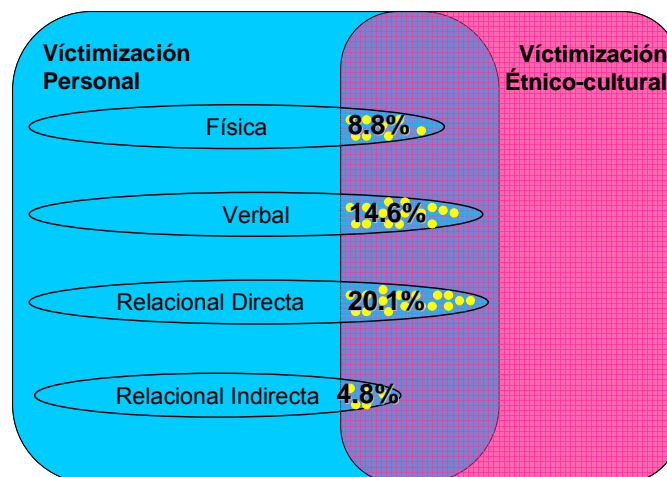 Víctimización
Personal
Víctimización
Étnico-cultural
Física
8.8%
Verbal
14.6%
Relacional Directa
20.1%
Relacional Indirecta
4.8%